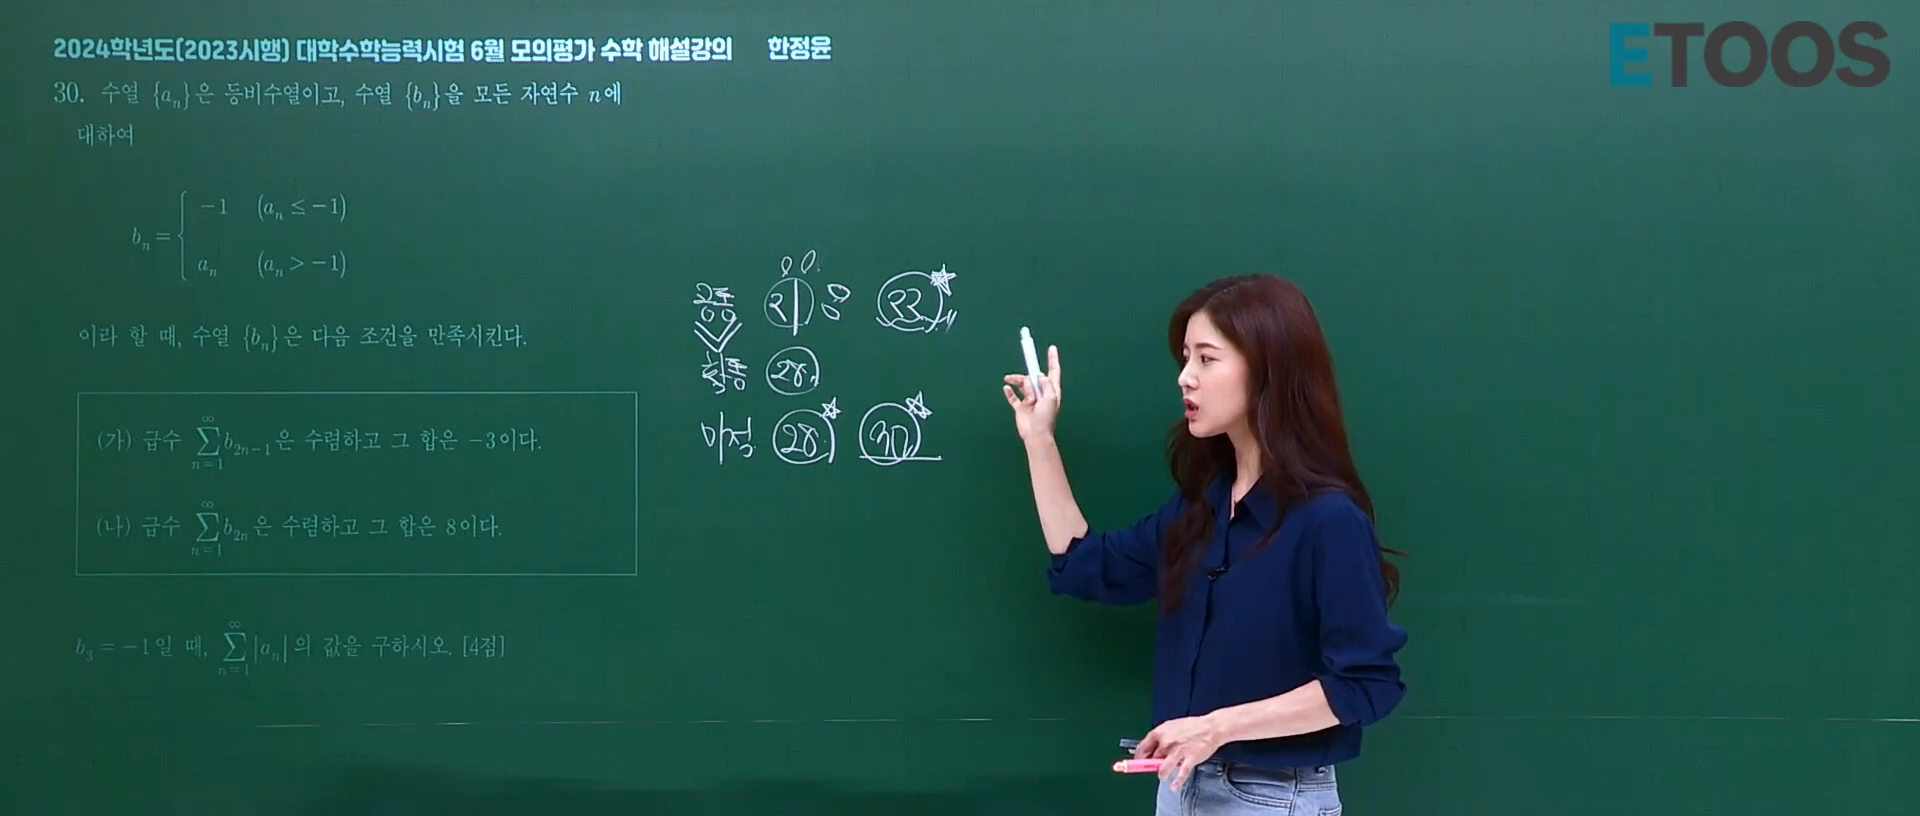 2024학년도(2023시행) 대학수학능력시험 6월 모의평가 수학 해설강의 한정윤
ETOOS
30. 수열 {aₙ}은 등비수열이고, 수열 {bₙ}을 모든 자연수 n에
대하여
bₙ = { -1 (aₙ ≤ -1)
aₙ (aₙ > -1)
이라 할 때, 수열 {bₙ}은 다음 조건을 만족시킨다.
(가) 급수 ∑_{n=1}^{∞} b₂ₙ₋₁은 수렴하고 그 합은 -3이다.
(나) 급수 ∑_{n=1}^{∞} b₂ₙ은 수렴하고 그 합은 8이다.
b₃ = -1일 때, ∑_{n=1}^{∞} |aₙ|의 값을 구하시오. [4점]
공통 21 22
확통 28
미적 28 30